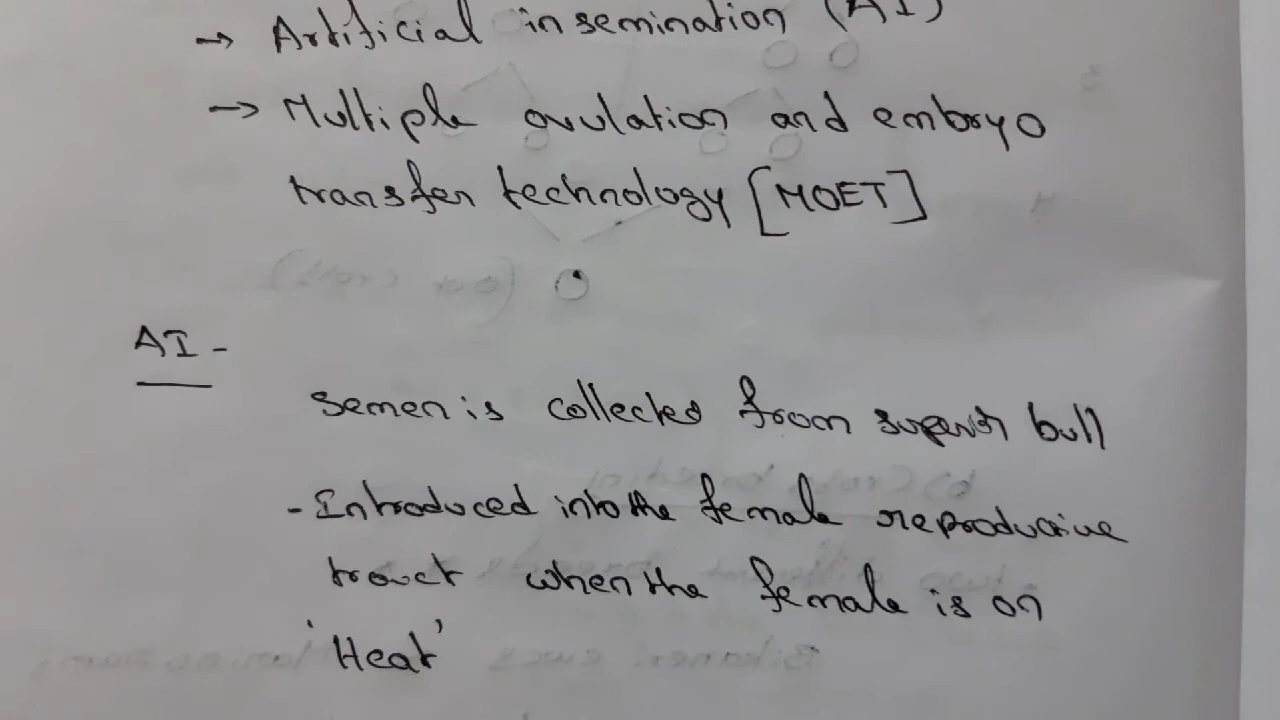 → Artificial insemination (AI)
→ Multiple ovulation and embryo
transfer technology [MOET]
AI -
semen is collected from bull
- Introduced into the female reproductive
tract when the female is on
'Heat'